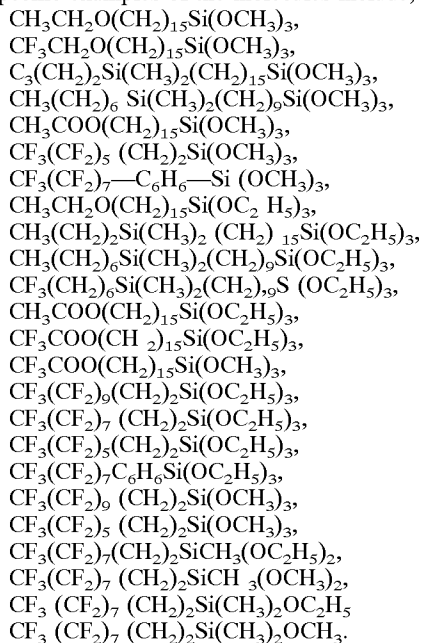 CH₃CH₂O(CH₂)₁₅Si(OCH₃)₃,
CF₃CH₂O(CH₂)₁₅Si(OCH₃)₃,
C₃(CH₂)₂Si(CH₃)₂(CH₂)₁₅Si(OCH₃)₃,
CH₃(CH₂)₆ Si(CH₃)₂(CH₂)₉Si(OCH₃)₃,
CH₃COO(CH₂)₁₅Si(OCH₃)₃,
CF₃(CF₂)₅ (CH₂)₂Si(OCH₃)₃,
CF₃(CF₂)₇—C₆H₆—Si (OCH₃)₃,
CH₃CH₂O(CH₂)₁₅Si(OC₂ H₅)₃,
CH₃(CH₂)₂Si(CH₃)₂ (CH₂) ₁₅Si(OC₂H₅)₃,
CH₃(CH₂)₆Si(CH₃)₂(CH₂)₉Si(OC₂H₅)₃,
CF₃(CH₂)₆Si(CH₃)₂(CH₂),₉S (OC₂H₅)₃,
CH₃COO(CH₂)₁₅Si(OC₂H₅)₃,
CF₃COO(CH ₂)₁₅Si(OC₂H₅)₃,
CF₃COO(CH₂)₁₅Si(OCH₃)₃,
CF₃(CF₂)₉(CH₂)₂Si(OC₂H₅)₃,
CF₃(CF₂)₇ (CH₂)₂Si(OC₂H₅)₃,
CF₃(CF₂)₅(CH₂)₂Si(OC₂H₅)₃,
CF₃(CF₂)₇C₆H₆Si(OC₂H₅)₃,
CF₃(CF₂)₉ (CH₂)₂Si(OCH₃)₃,
CF₃(CF₂)₅ (CH₂)₂Si(OCH₃)₃,
CF₃(CF₂)₇(CH₂)₂SiCH₃(OC₂H₅)₂,
CF₃(CF₂)₇ (CH₂)₂SiCH ₃(OCH₃)₂,
CF₃ (CF₂)₇ (CH₂)₂Si(CH₃)₂OC₂H₅
CF₃ (CF₂)₇ (CH₂)₂Si(CH₃)₂OCH₃.